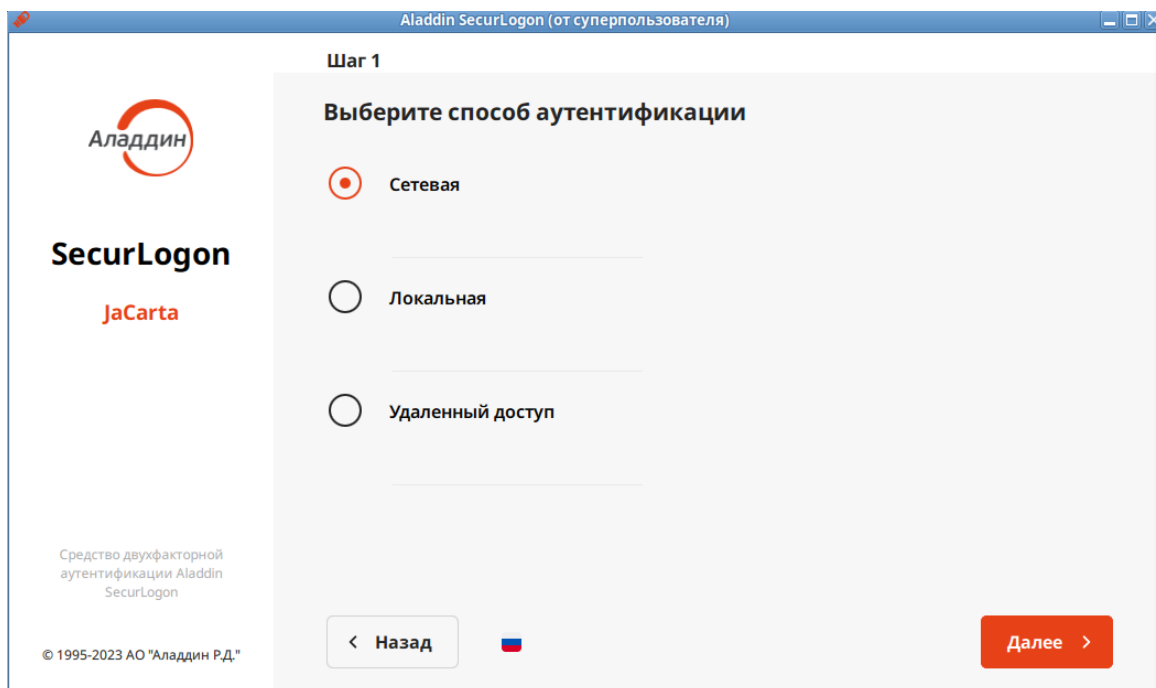 Aladdin SecurLogon (от суперпользователя)
Шаг 1
Выберите способ аутентификации
Аладдин
Сетевая
SecurLogon
Локальная
JaCarta
Удаленный доступ
Средство двухфакторной
аутентификации Aladdin
SecurLogon
Назад
Далее
© 1995-2023 АО "Аладдин Р.Д."